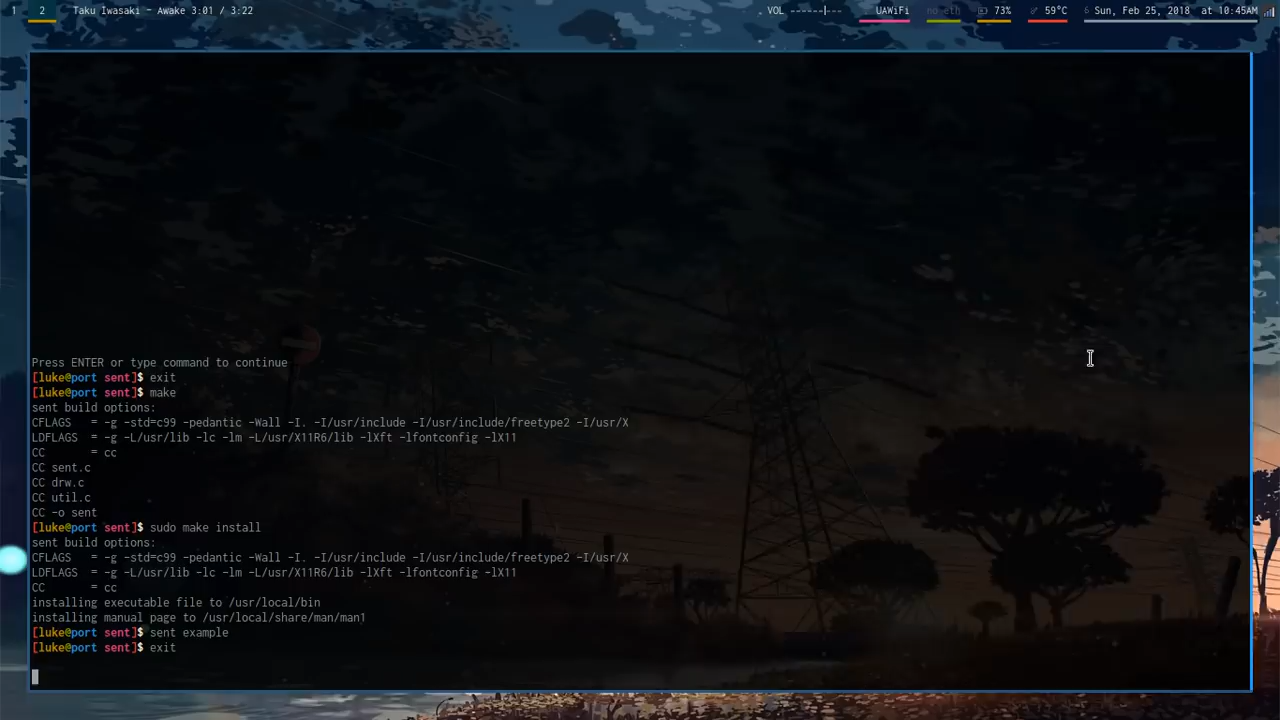 1 2 Taku Iwasaki – Awake 3:01 / 3:22 VOL ------|--- UAWiFi no eth 73% 59°C Sun, Feb 25, 2018 at 10:45AM
Press ENTER or type command to continue
[luke@port sent]$ exit
[luke@port sent]$ make
sent build options:
CFLAGS   = -g -std=c99 -pedantic -Wall -I. -I/usr/include -I/usr/include/freetype2 -I/usr/X
LDFLAGS  = -g -L/usr/lib -lc -lm -L/usr/X11R6/lib -lXft -lfontconfig -lX11
CC       = cc
CC sent.c
CC drw.c
CC util.c
CC -o sent
[luke@port sent]$ sudo make install
sent build options:
CFLAGS   = -g -std=c99 -pedantic -Wall -I. -I/usr/include -I/usr/include/freetype2 -I/usr/X
LDFLAGS  = -g -L/usr/lib -lc -lm -L/usr/X11R6/lib -lXft -lfontconfig -lX11
CC       = cc
installing executable file to /usr/local/bin
installing manual page to /usr/local/share/man/man1
[luke@port sent]$ sent example
[luke@port sent]$ exit